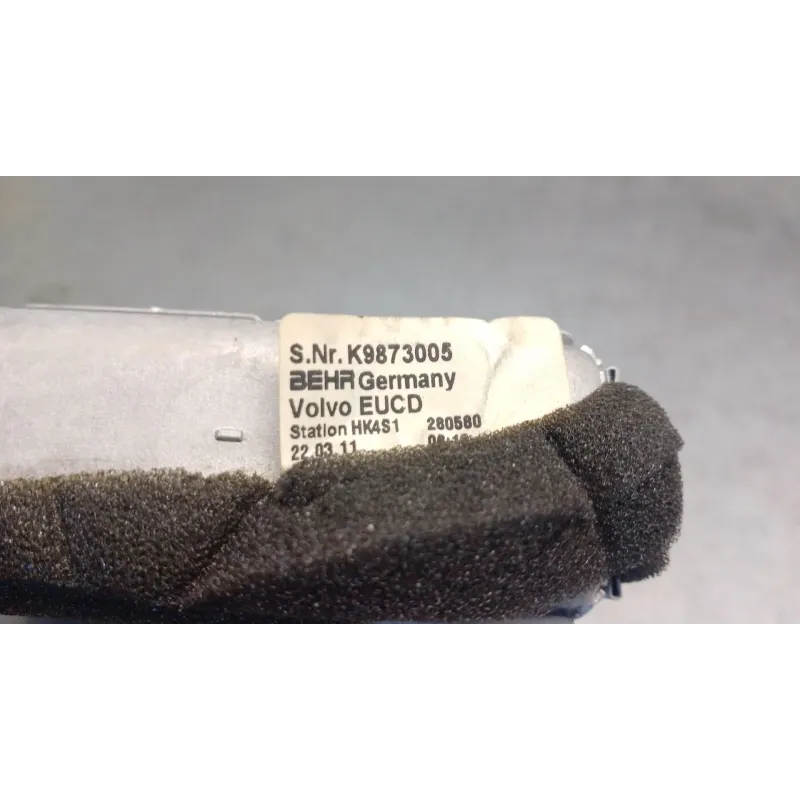 S.Nr. K9873005
BEHR Germany
Volvo EUCD
Station HK4S1 280580
22.03.11